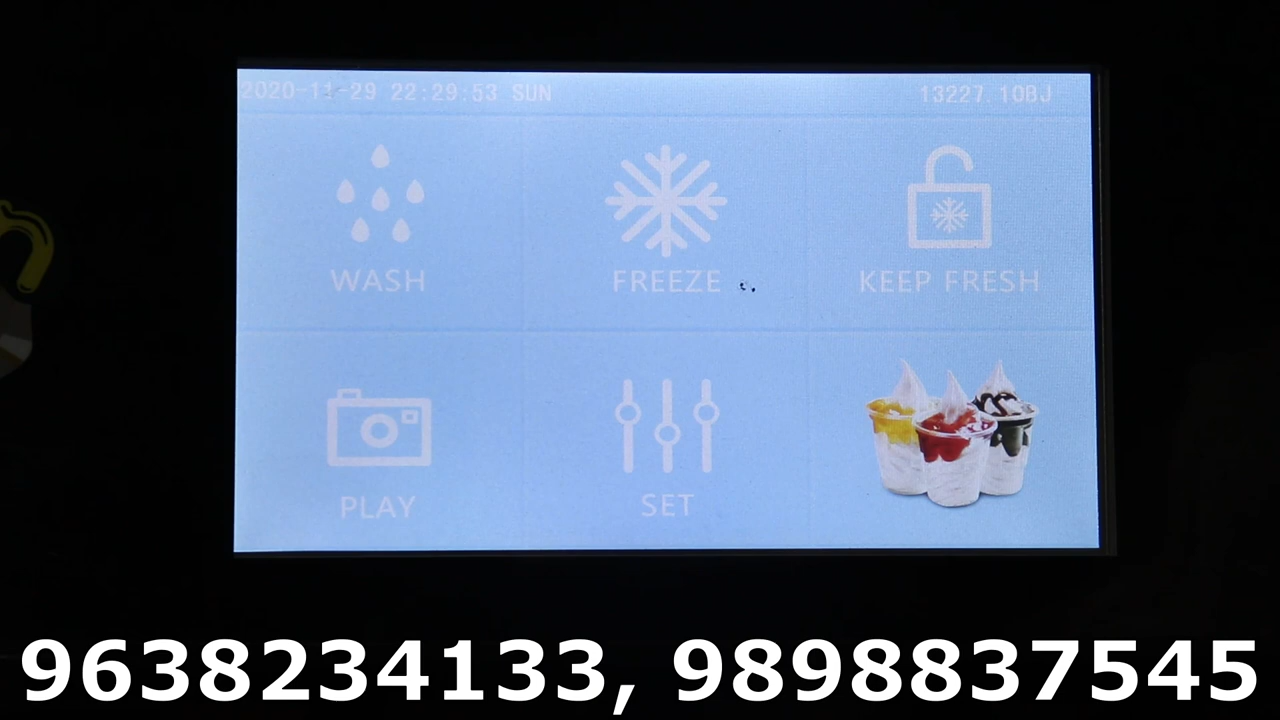 2020-11-29 22:29:53 SUN 13227.10BJ
WASH FREEZE KEEP FRESH
PLAY SET
9638234133, 9898837545